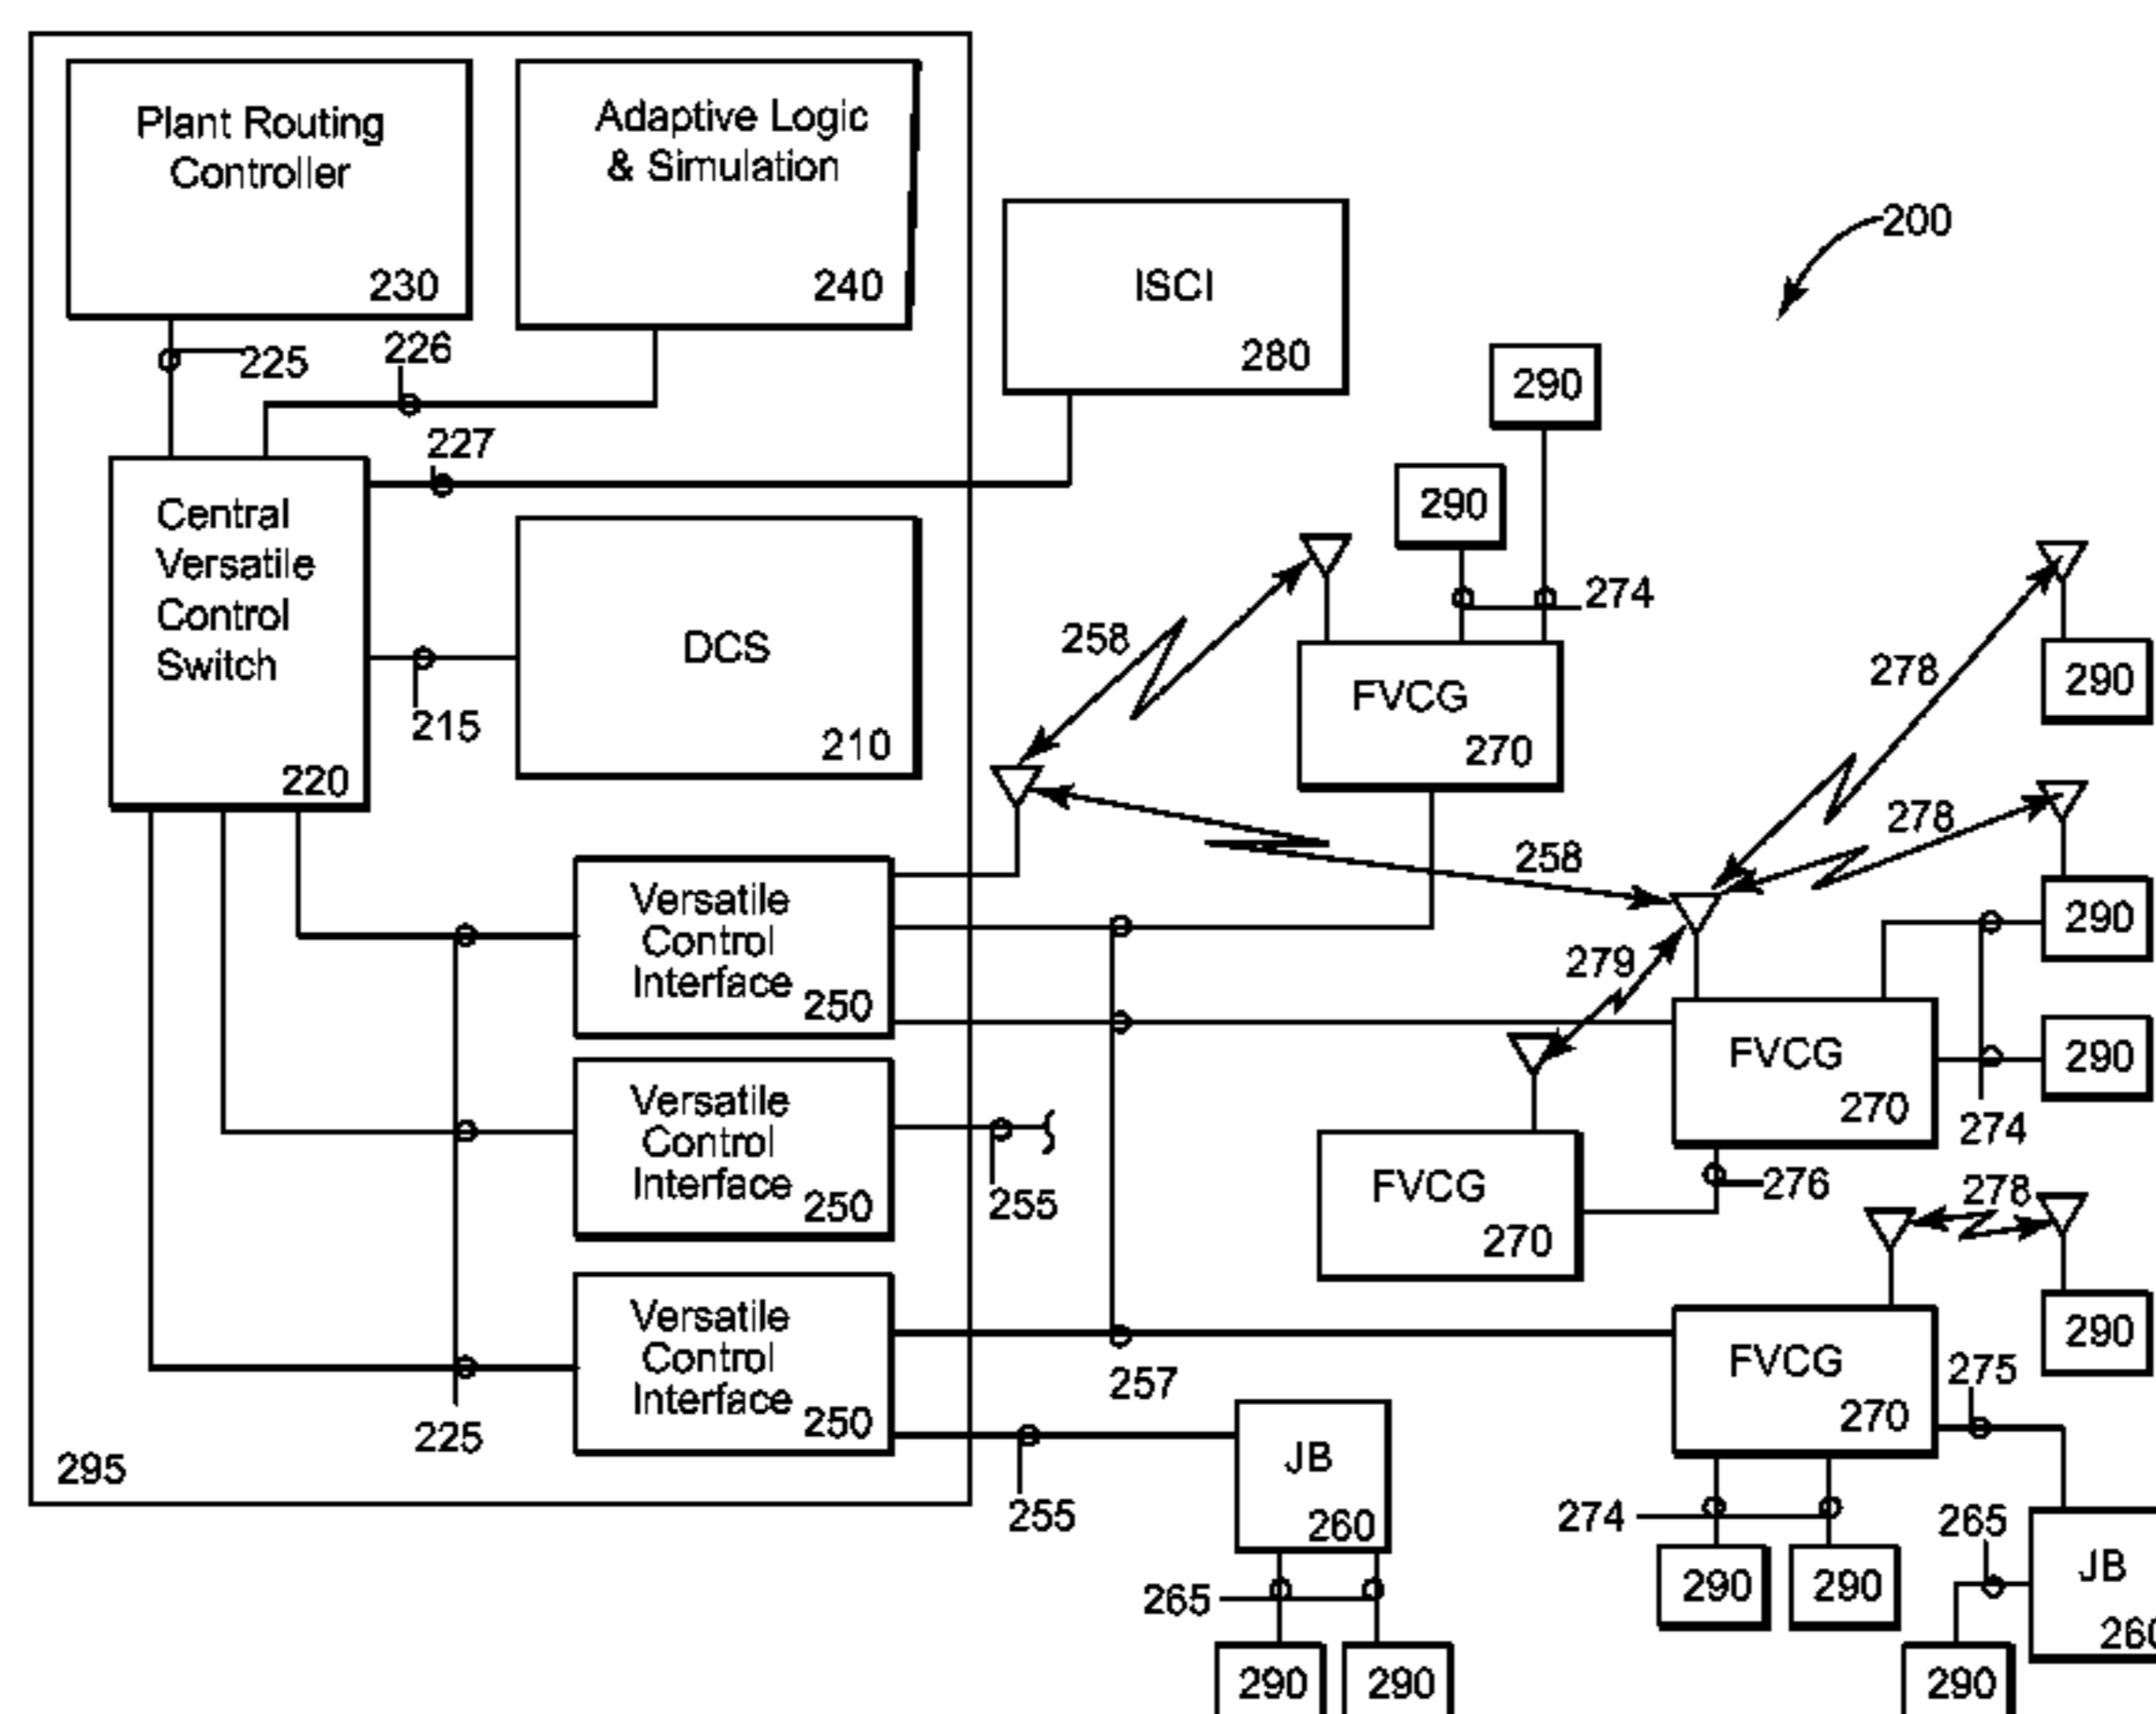 Plant Routing
Controller
230
Adaptive Logic
& Simulation
240
ISCI
280
200
225
226
227
290
290
274
Central
Versatile
Control
Switch
220
215
DCS
210
258
FVCG
270
278
290
258
278
290
279
Versatile
Control
Interface
250
FVCG
270
290
274
Versatile
Control
Interface
250
255
FVCG
270
276
278
290
Versatile
Control
Interface
250
225
295
257
FVCG
270
275
255
JB
260
265
290
290
274
290
290
265
JB
260
290